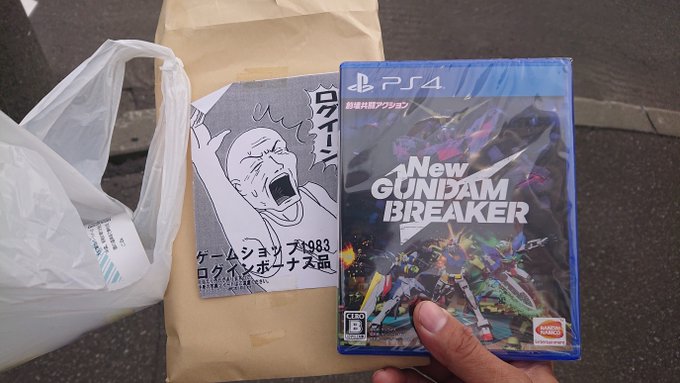 ログイーン
ゲームショップ1983
ログインボーナス品
PS4
創壊共闘アクション
New
GUNDAM
BREAKER
CERO
B
BANDAI
NAMCO
Entertainment